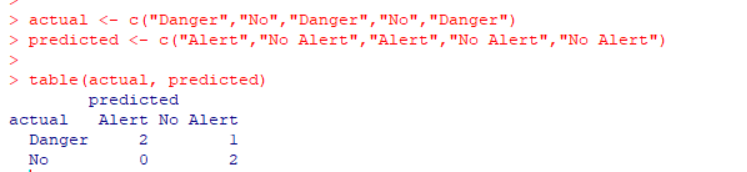 >
> actual <- c("Danger","No","Danger","No","Danger")
> predicted <- c("Alert","No Alert","Alert","No Alert","No Alert")
>
> table(actual, predicted)
        predicted
actual   Alert No Alert
  Danger     2        1
  No         0        2